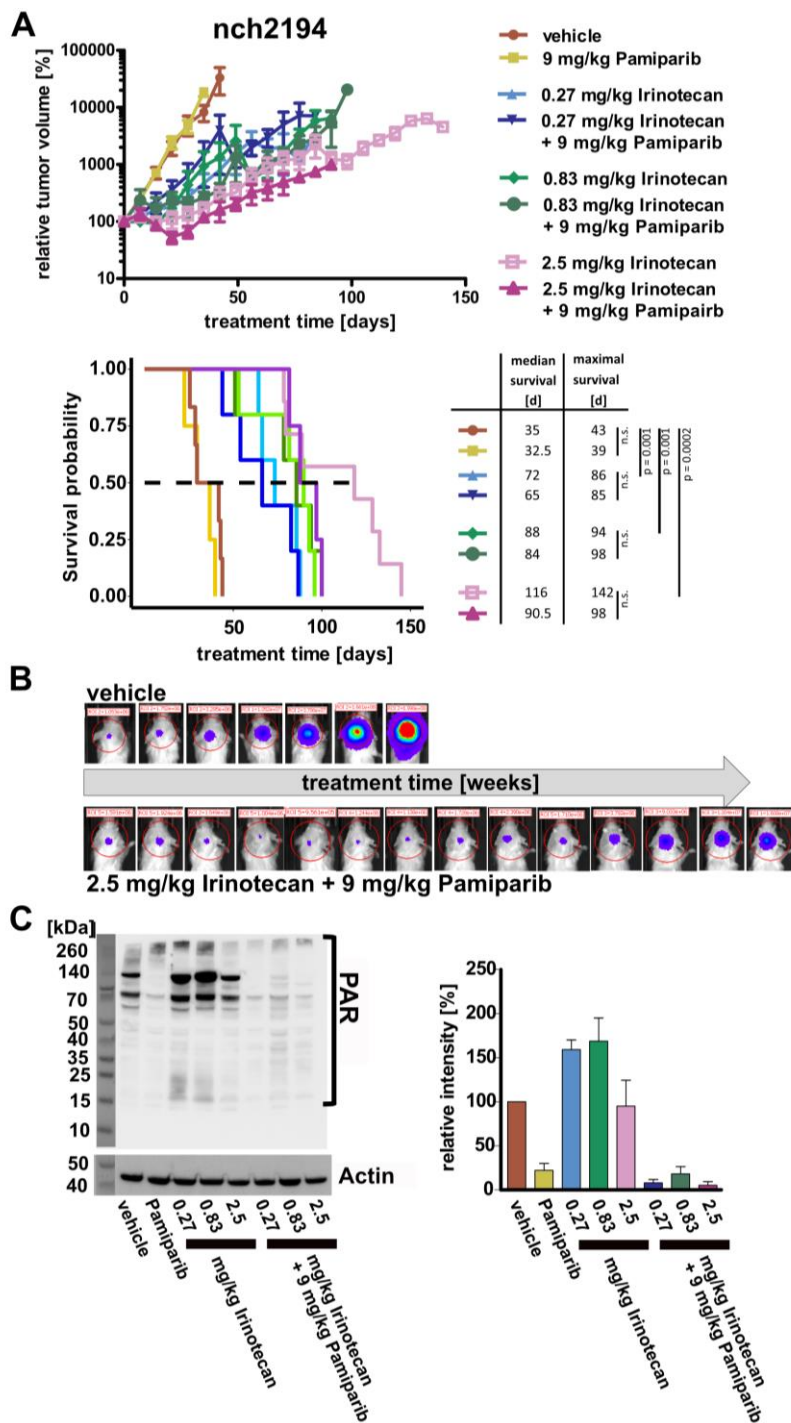 A
nch2194
relative tumor volume [%]
100000
10000
1000
100
10
0
50
100
150
treatment time [days]
vehicle
9 mg/kg Pamiparib
0.27 mg/kg Irinotecan
0.27 mg/kg Irinotecan
+ 9 mg/kg Pamiparib
0.83 mg/kg Irinotecan
0.83 mg/kg Irinotecan
+ 9 mg/kg Pamiparib
2.5 mg/kg Irinotecan
2.5 mg/kg Irinotecan
+ 9 mg/kg Pamipairb
Survival probability
1.00
0.75
0.50
0.25
0.00
50
100
150
treatment time [days]
median maximal
survival survival
[d] [d]
35 43
32.5 39
72 86
65 85
88 94
84 98
116 142
90.5 98
n.s.
n.s.
n.s.
n.s.
p = 0.001
p = 0.001
p = 0.0002
B
vehicle
treatment time [weeks]
2.5 mg/kg Irinotecan + 9 mg/kg Pamiparib
C
[kDa]
260
140
70
50
40
35
25
15
10
PAR
50
40
Actin
vehicle
Pamiparib
0.27
0.83
2.5
0.27
0.83
2.5
mg/kg Irinotecan
mg/kg Irinotecan
+ 9 mg/kg Pamiparib
relative intensity [%]
250
200
150
100
50
0
vehicle
Pamiparib
0.27
0.83
2.5
0.27
0.83
2.5
mg/kg Irinotecan
mg/kg Irinotecan
+ 9 mg/kg Pamiparib